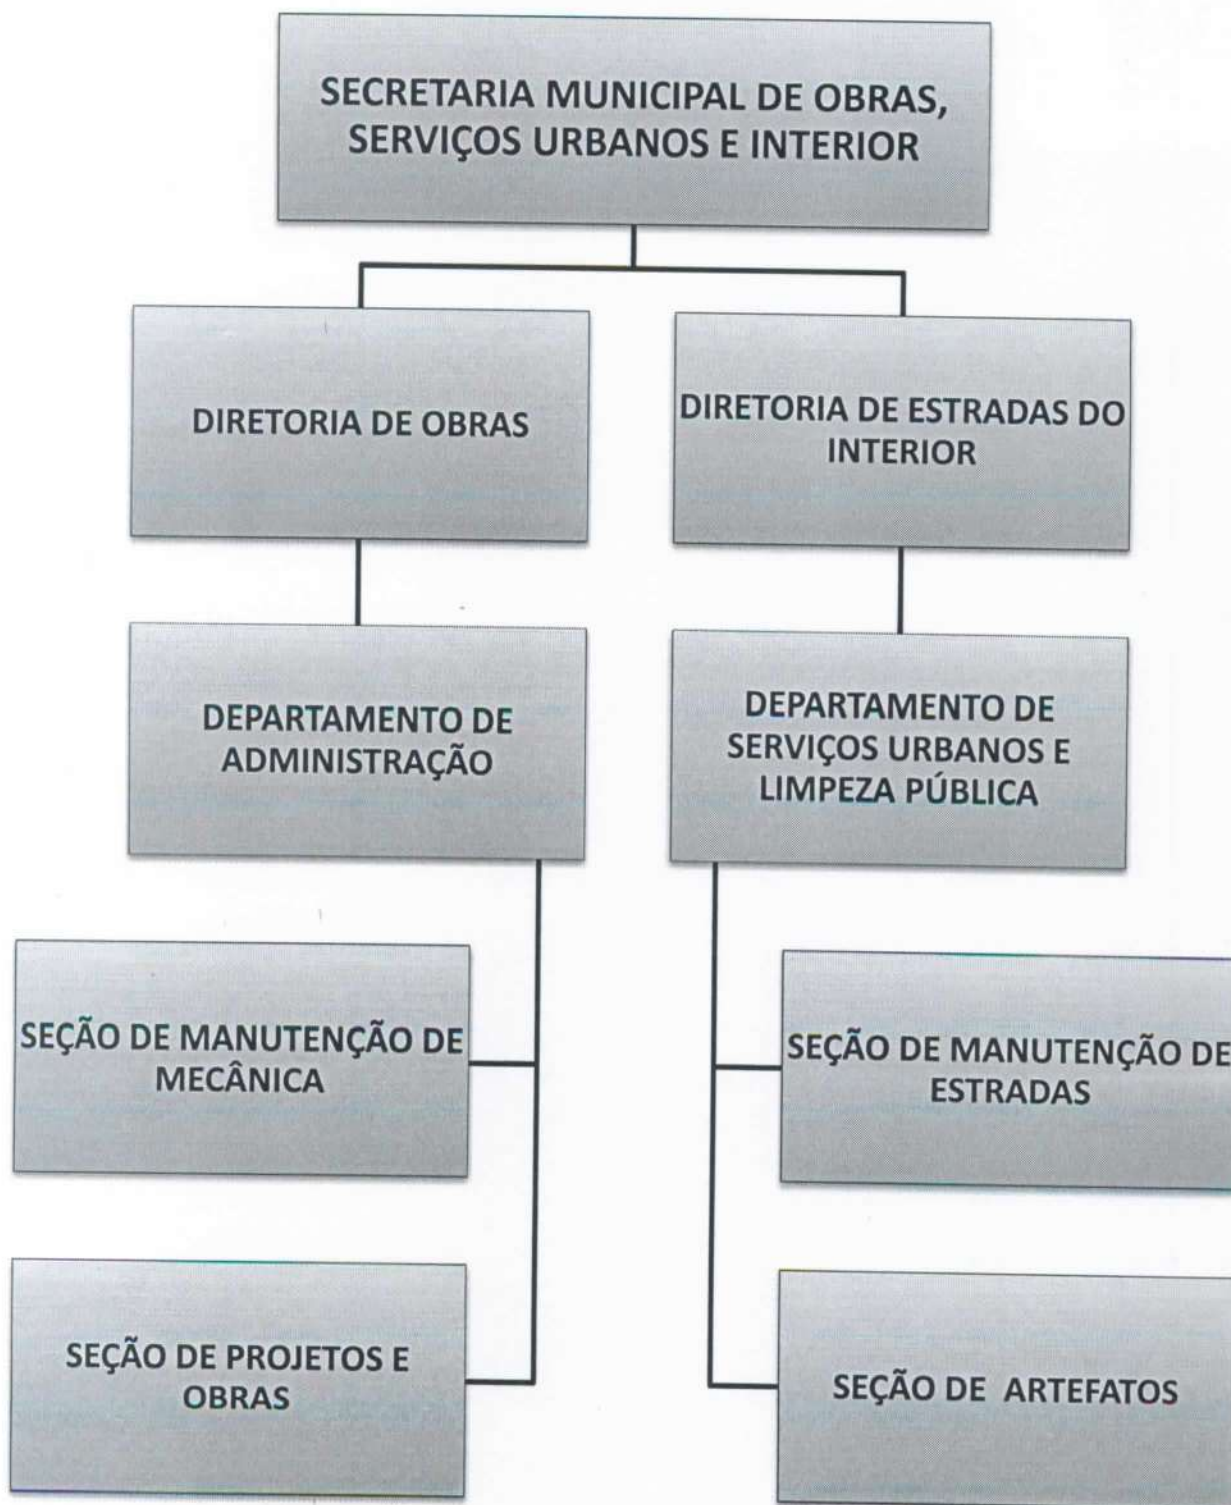 SECRETARIA MUNICIPAL DE OBRAS,
SERVIÇOS URBANOS E INTERIOR
DIRETORIA DE OBRAS
DIRETORIA DE ESTRADAS DO
INTERIOR
DEPARTAMENTO DE
ADMINISTRAÇÃO
DEPARTAMENTO DE
SERVIÇOS URBANOS E
LIMPEZA PÚBLICA
SEÇÃO DE MANUTENÇÃO DE
MECÂNICA
SEÇÃO DE MANUTENÇÃO DE
ESTRADAS
SEÇÃO DE PROJETOS E
OBRAS
SEÇÃO DE ARTEFATOS